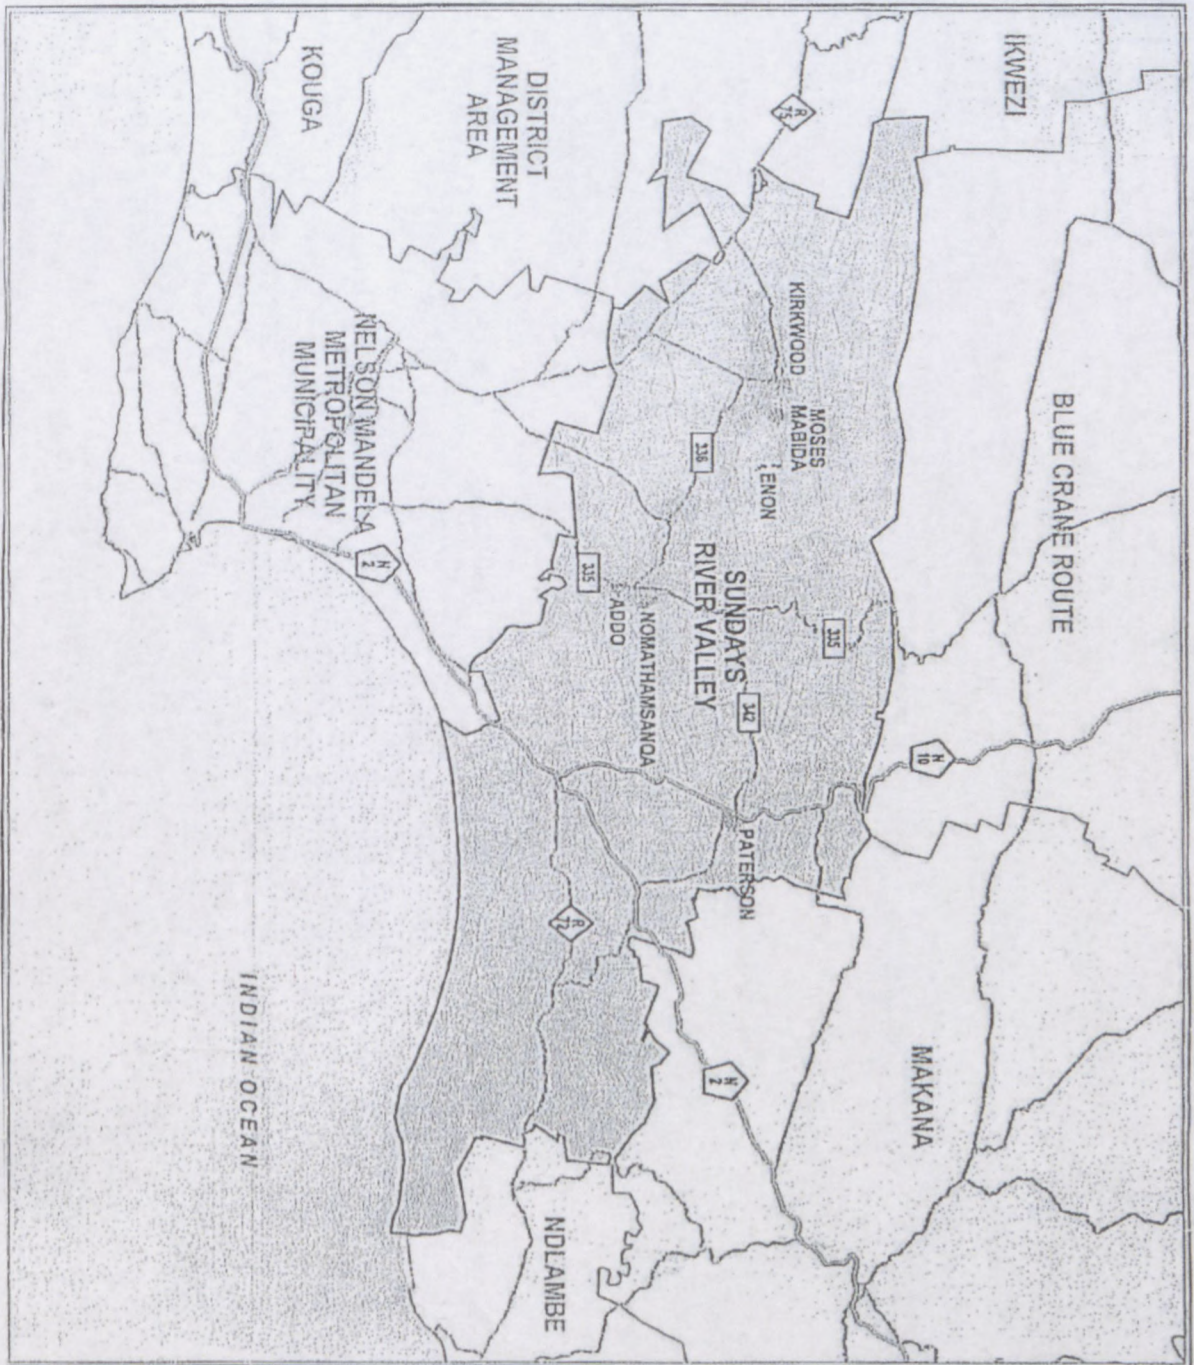 BLUE CRANE ROUTE
IKWEZI
N
10
MAKANA
335
MOSES
MABIDA
R
75
KIRKWOOD
ENON
342
PATERSON
SUNDAYS
RIVER VALLEY
N
2
336
NOMATHAMSANQA
ADDO
335
R
72
NDLAMBE
DISTRICT
MANAGEMENT
AREA
N
2
NELSON MANDELA
METROPOLITAN
MUNICIPALITY
KOUGA
INDIAN OCEAN